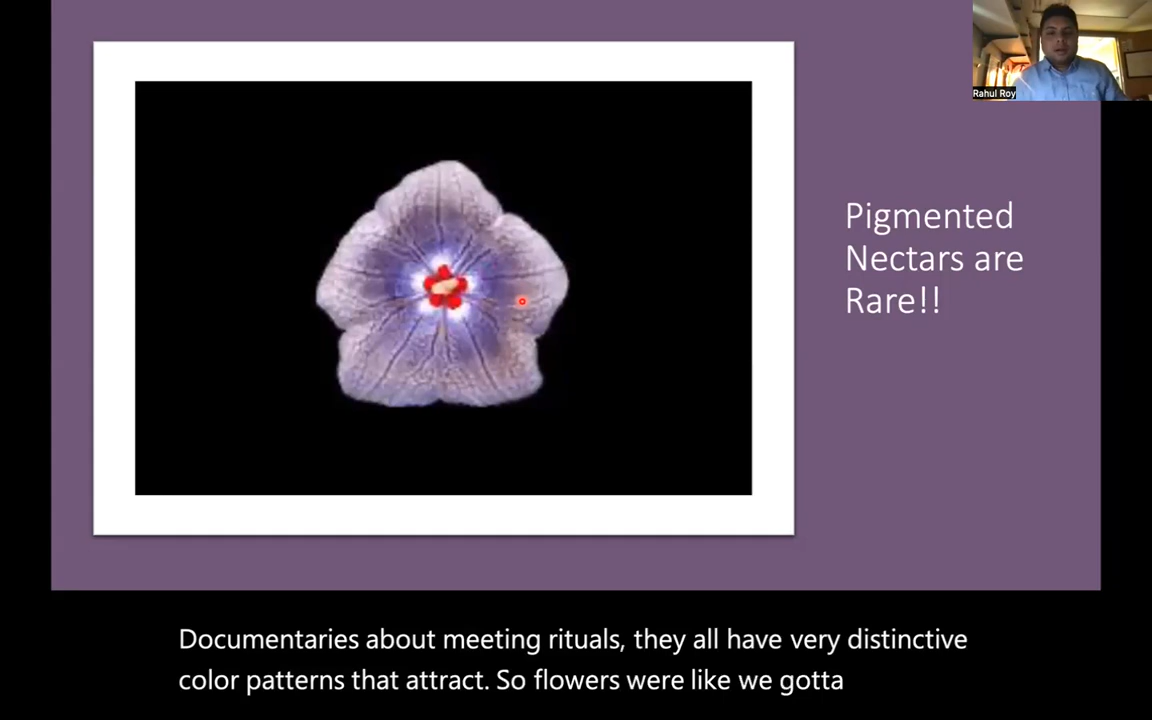 Rahul Roy
Pigmented
Nectars are
Rare!!
Documentaries about meeting rituals, they all have very distinctive
color patterns that attract. So flowers were like we gotta